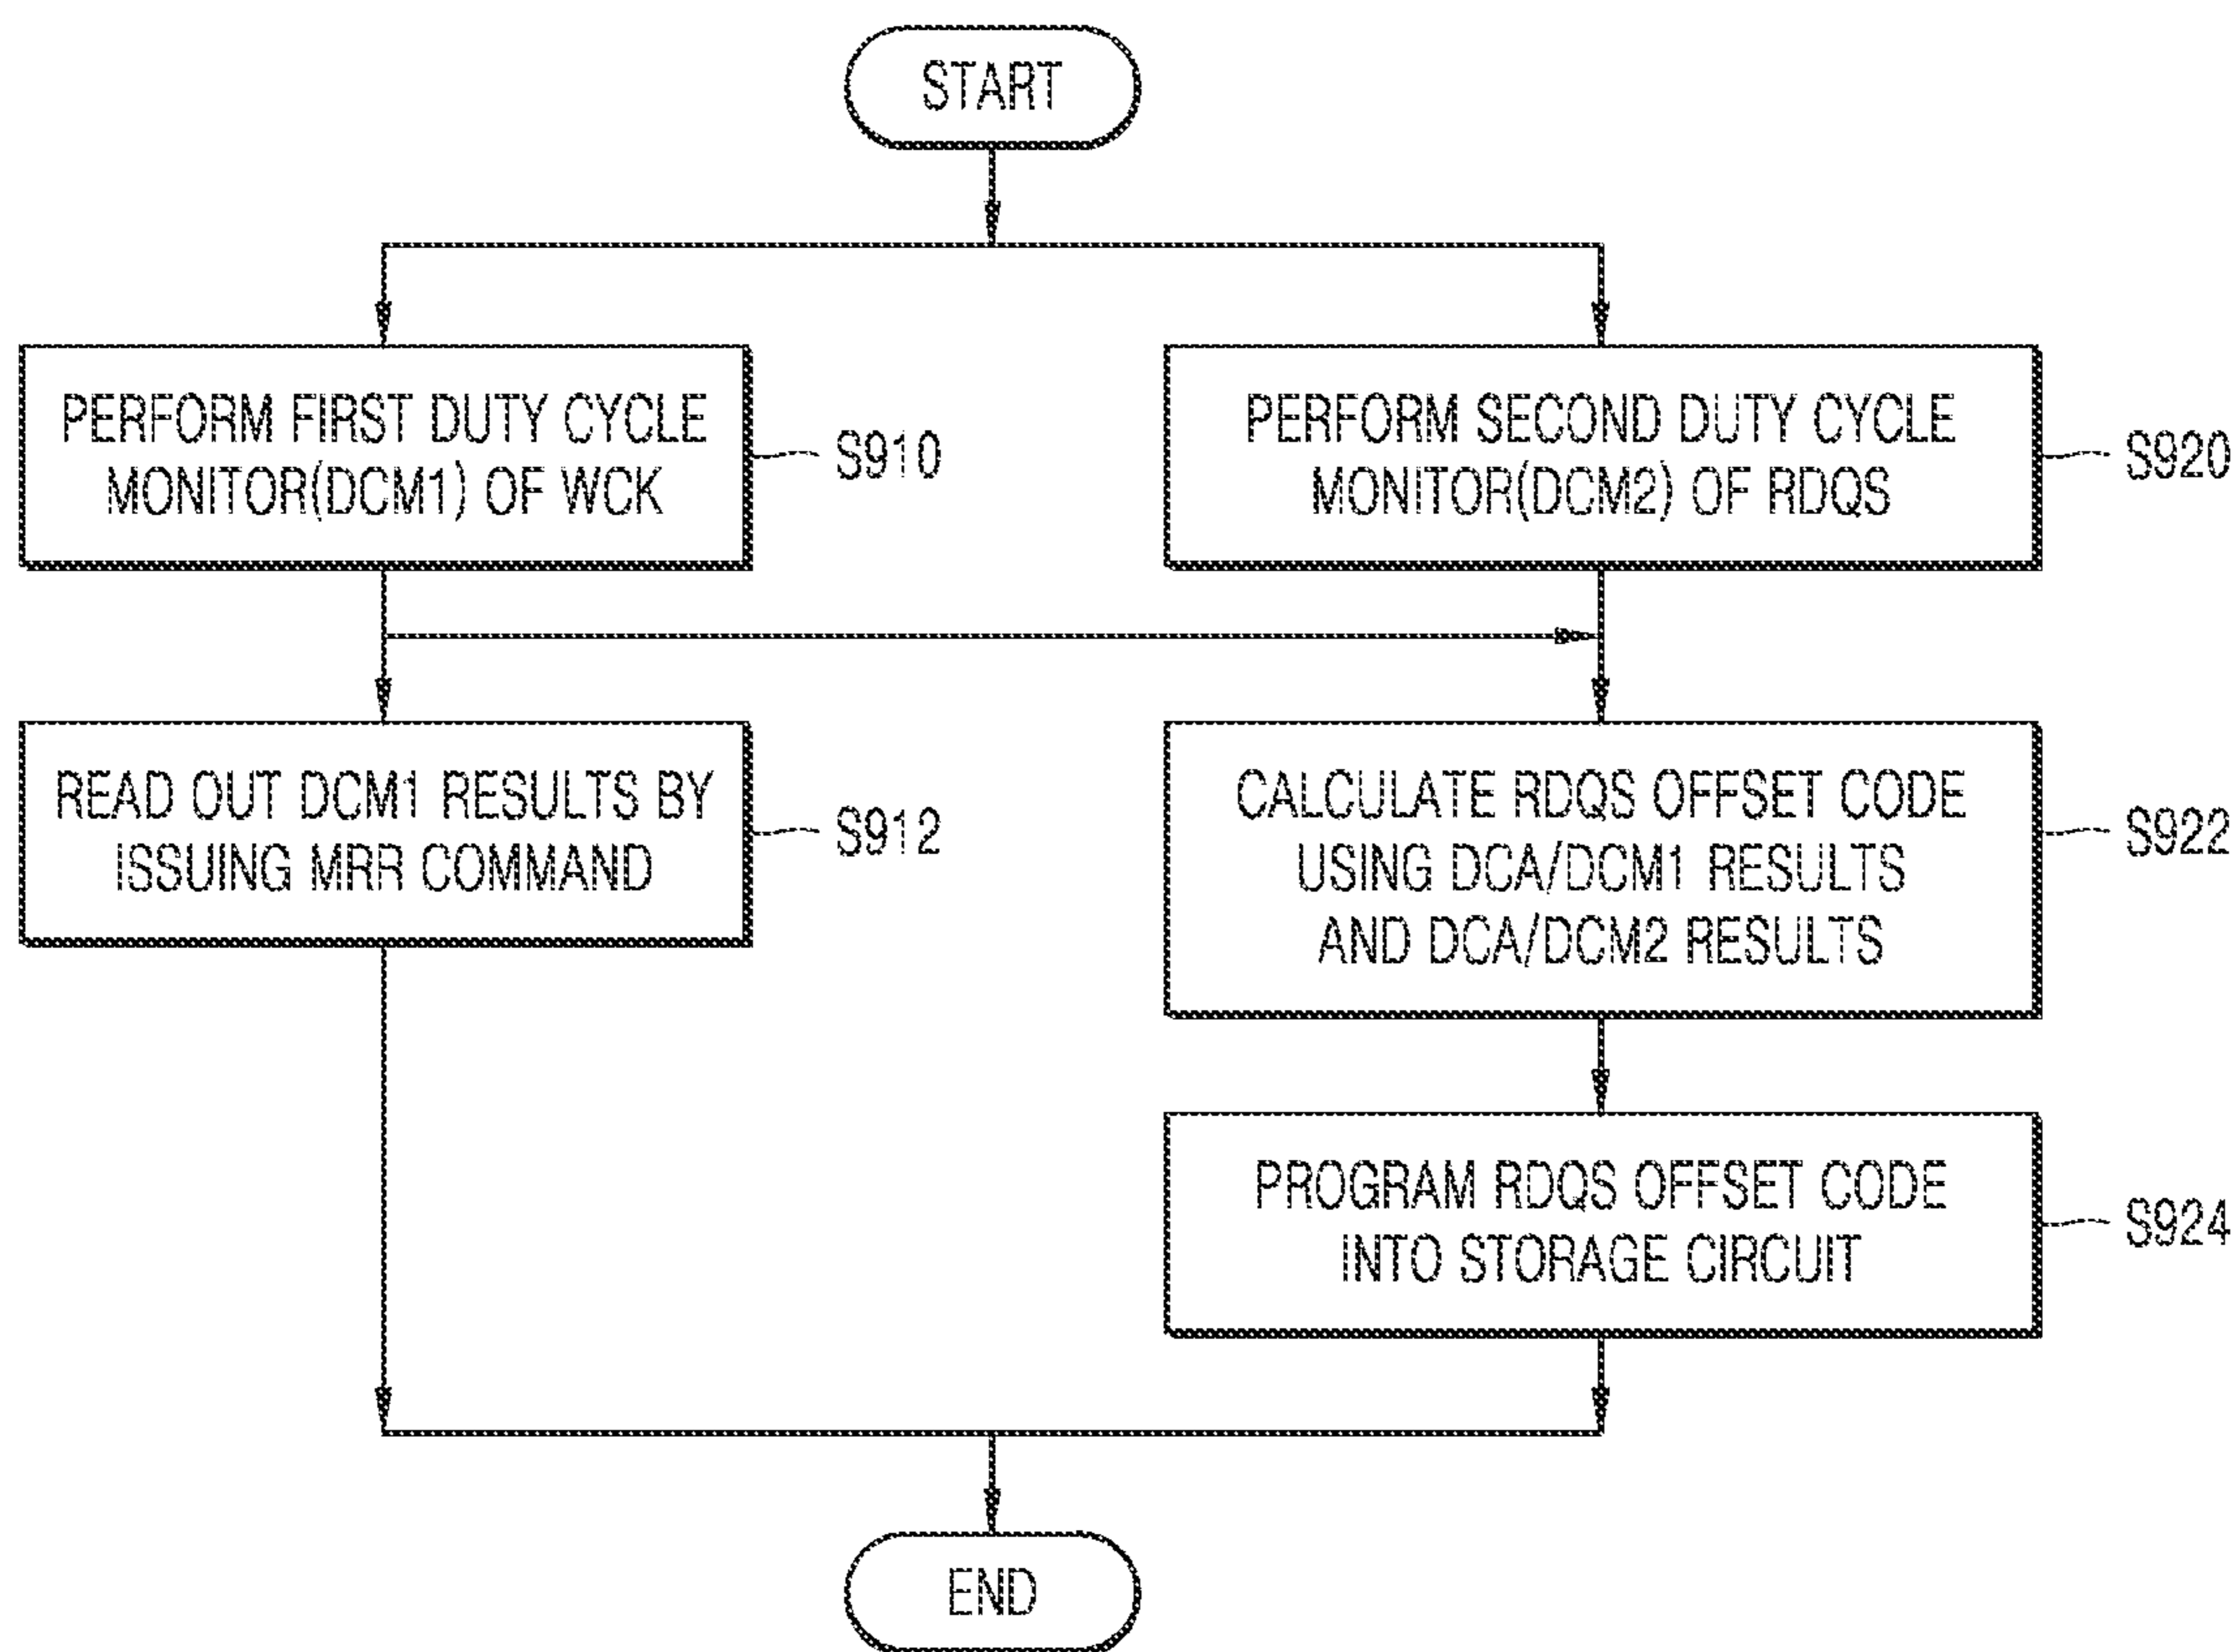 START
PERFORM FIRST DUTY CYCLE
MONITOR(DCM1) OF WCK
S910
PERFORM SECOND DUTY CYCLE
MONITOR(DCM2) OF RDQS
S920
READ OUT DCM1 RESULTS BY
ISSUING MRR COMMAND
S912
CALCULATE RDQS OFFSET CODE
USING DCA/DCM1 RESULTS
AND DCA/DCM2 RESULTS
S922
PROGRAM RDQS OFFSET CODE
INTO STORAGE CIRCUIT
S924
END